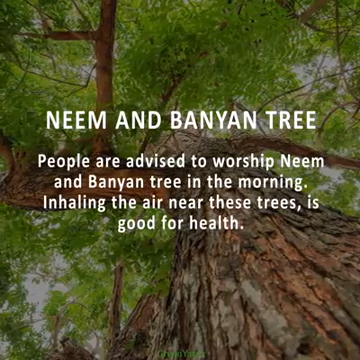 NEEM AND BANYAN TREE
People are advised to worship Neem
and Banyan tree in the morning.
Inhaling the air near these trees, is
good for health.